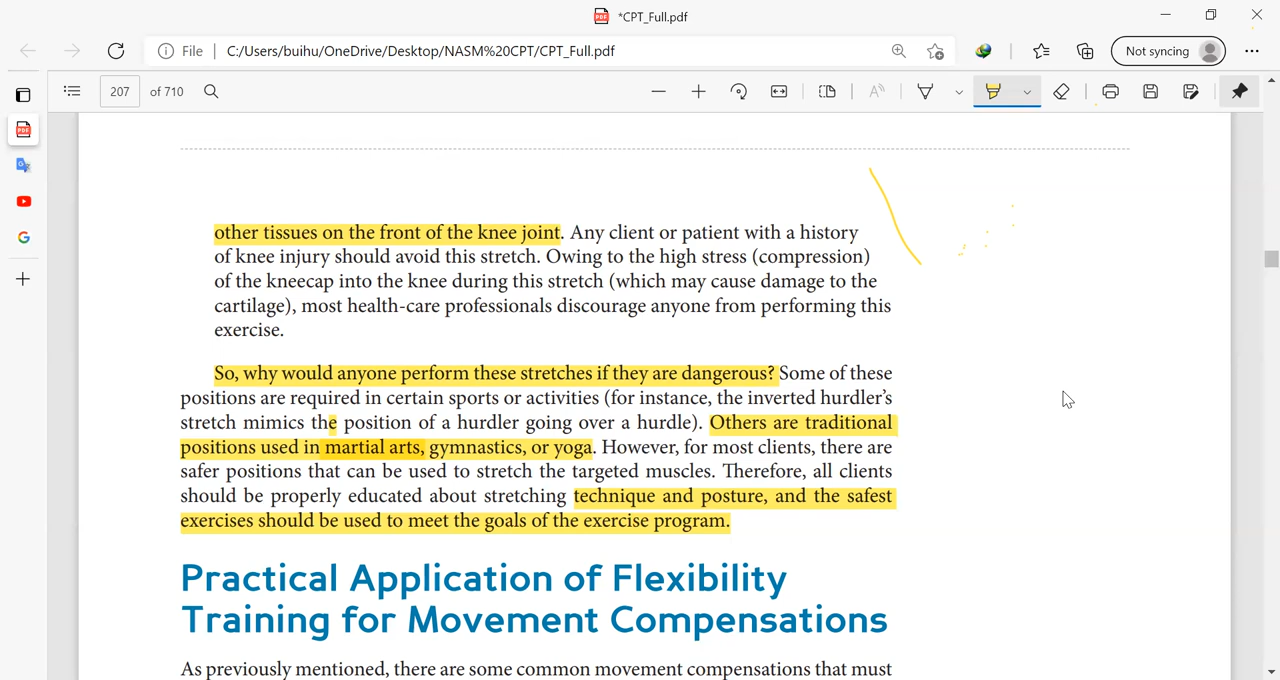 *CPT_Full.pdf
File
C:/Users/buihu/OneDrive/Desktop/NASM%20CPT/CPT_Full.pdf
Not syncing
207 of 710
other tissues on the front of the knee joint. Any client or patient with a history
of knee injury should avoid this stretch. Owing to the high stress (compression)
of the kneecap into the knee during this stretch (which may cause damage to the
cartilage), most health-care professionals discourage anyone from performing this
exercise.
So, why would anyone perform these stretches if they are dangerous? Some of these
positions are required in certain sports or activities (for instance, the inverted hurdler's
stretch mimics the position of a hurdler going over a hurdle). Others are traditional
positions used in martial arts, gymnastics, or yoga. However, for most clients, there are
safer positions that can be used to stretch the targeted muscles. Therefore, all clients
should be properly educated about stretching technique and posture, and the safest
exercises should be used to meet the goals of the exercise program.
Practical Application of Flexibility
Training for Movement Compensations
As previously mentioned, there are some common movement compensations that must